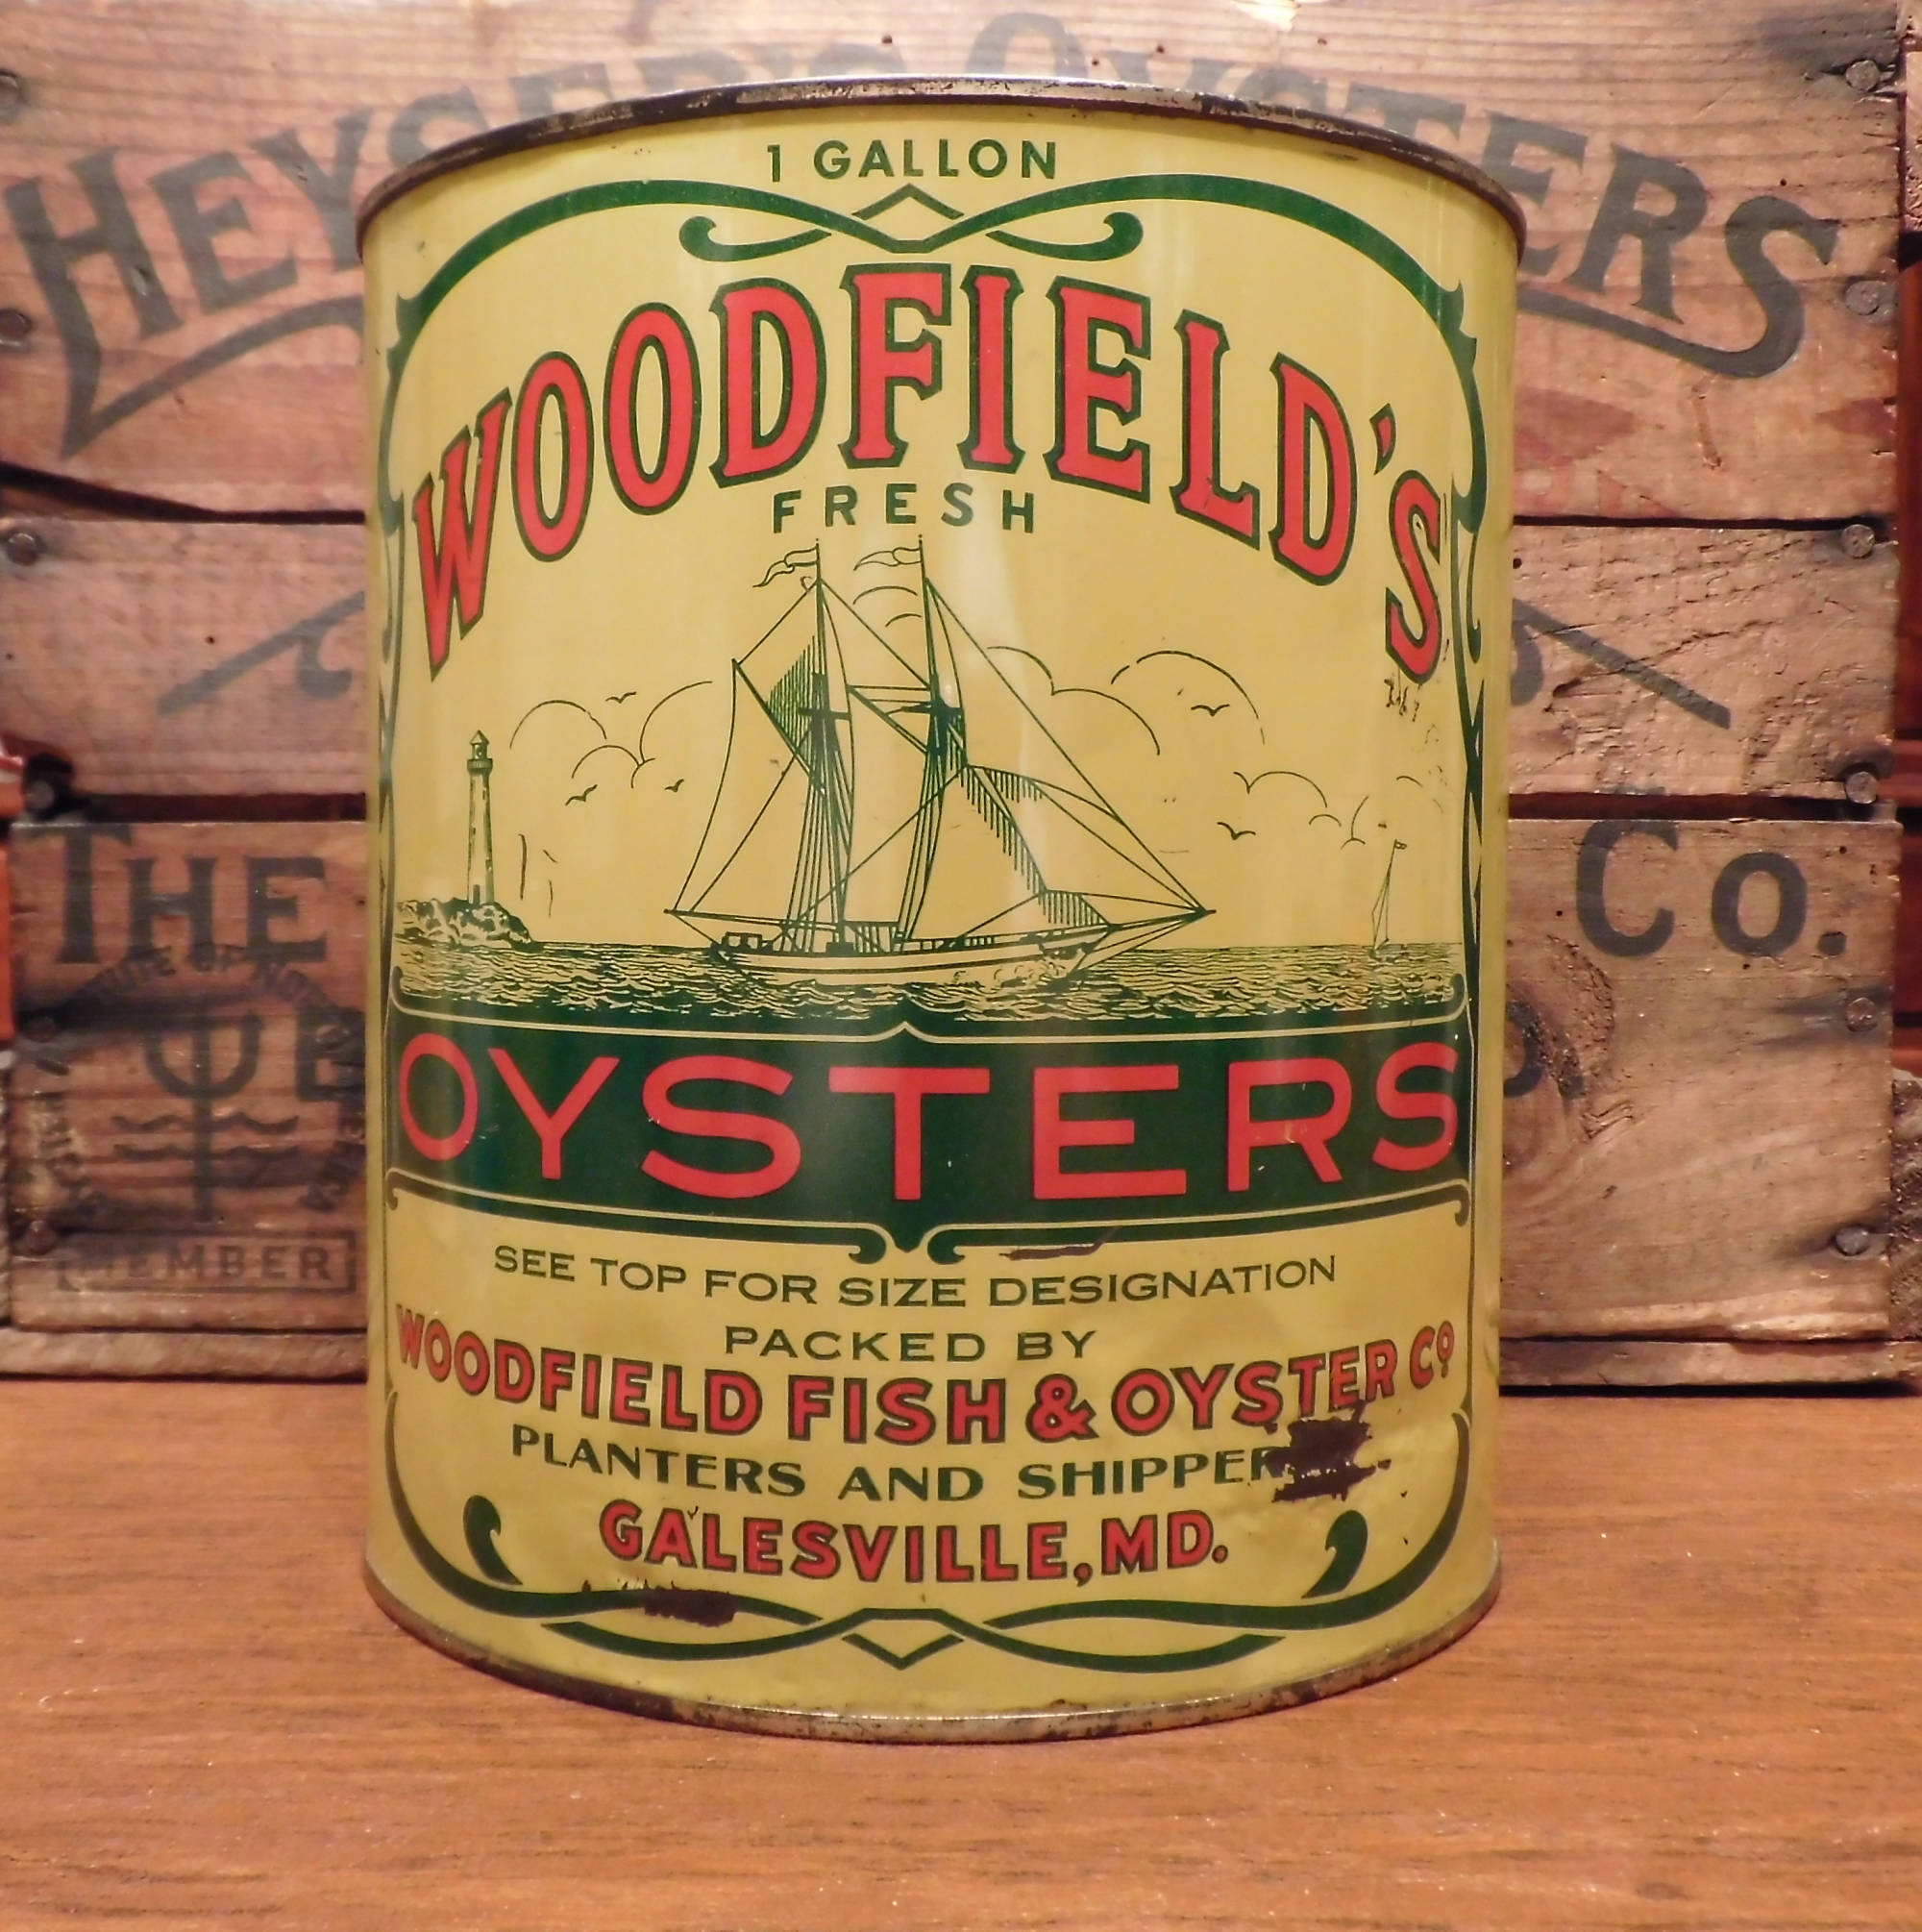 HEYSER'S OYSTERS
1 GALLON
WOODFIELD'S
FRESH
OYSTERS
SEE TOP FOR SIZE DESIGNATION
PACKED BY
WOODFIELD FISH & OYSTER CO
PLANTERS AND SHIPPER
GALESVILLE, MD.
THE
Co.
MEMBER